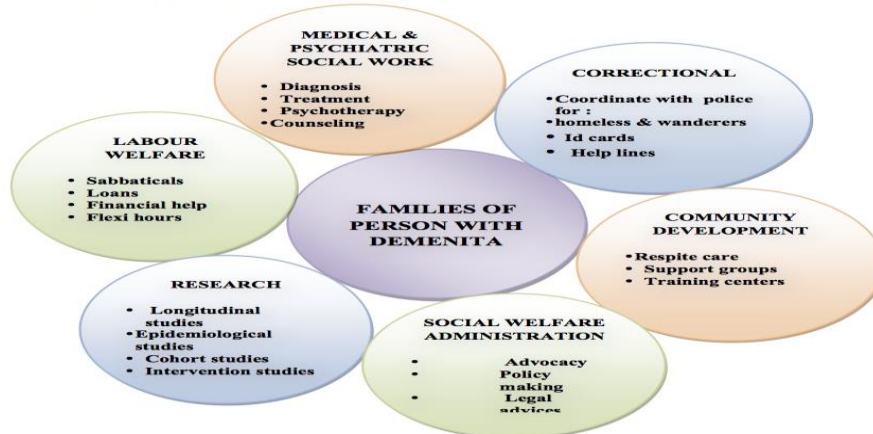 MEDICAL &
PSYCHIATRIC
SOCIAL WORK
• Diagnosis
• Treatment
• Psychotherapy
•Counseling
CORRECTIONAL
•Coordinate with police
for :
•homeless & wanderers
• Id cards
• Help lines
LABOUR
WELFARE
• Sabbaticals
• Loans
• Financial help
• Flexi hours
FAMILIES OF
PERSON WITH
DEMENITA
COMMUNITY
DEVELOPMENT
•Respite care
• Support groups
• Training centers
RESEARCH
• Longitudinal
studies
•Epidemiological
studies
• Cohort studies
• Intervention studies
SOCIAL WELFARE
ADMINISTRATION
• Advocacy
• Policy
making
• Legal
advices